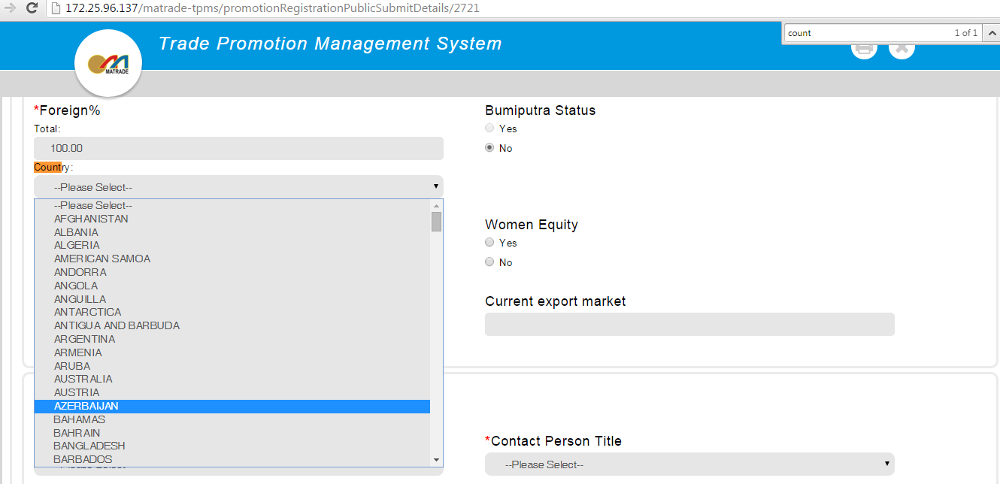 172.25.96.137/matrade-tpms/promotionRegistrationPublicSubmitDetails/2721
count 1 of 1
Trade Promotion Management System
MATRADE
*Foreign%
Total:
100.00
Country:
--Please Select--
--Please Select--
AFGHANISTAN
ALBANIA
ALGERIA
AMERICAN SAMOA
ANDORRA
ANGOLA
ANGUILLA
ANTARCTICA
ANTIGUA AND BARBUDA
ARGENTINA
ARMENIA
ARUBA
AUSTRALIA
AUSTRIA
AZERBAIJAN
BAHAMAS
BAHRAIN
BANGLADESH
BARBADOS
Bumiputra Status
Yes
No
Women Equity
Yes
No
Current export market
*Contact Person Title
--Please Select--